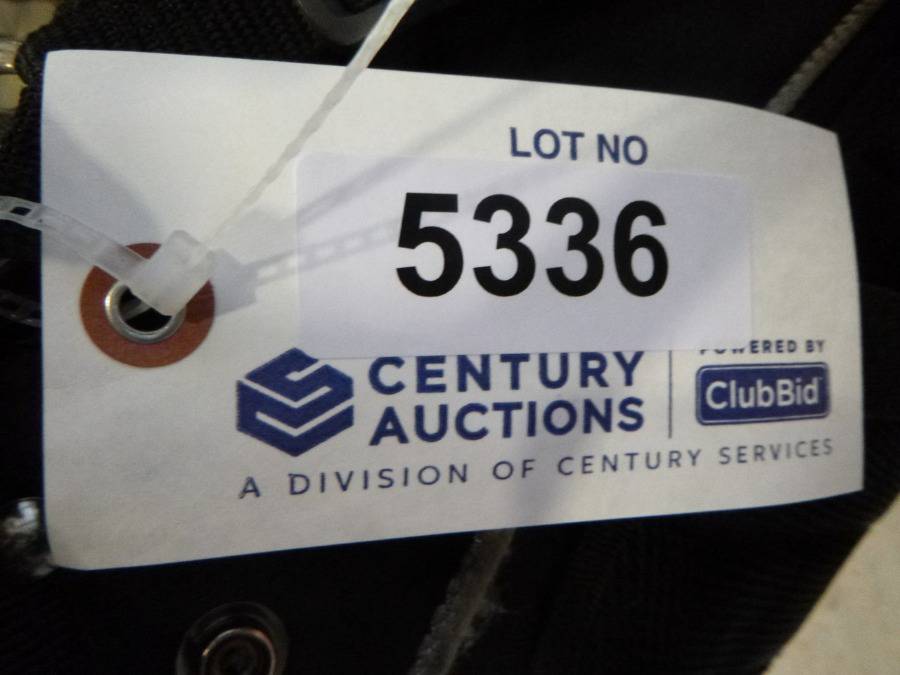 LOT NO
5336
CENTURY
AUCTIONS
POWERED BY
ClubBid
A DIVISION OF CENTURY SERVICES